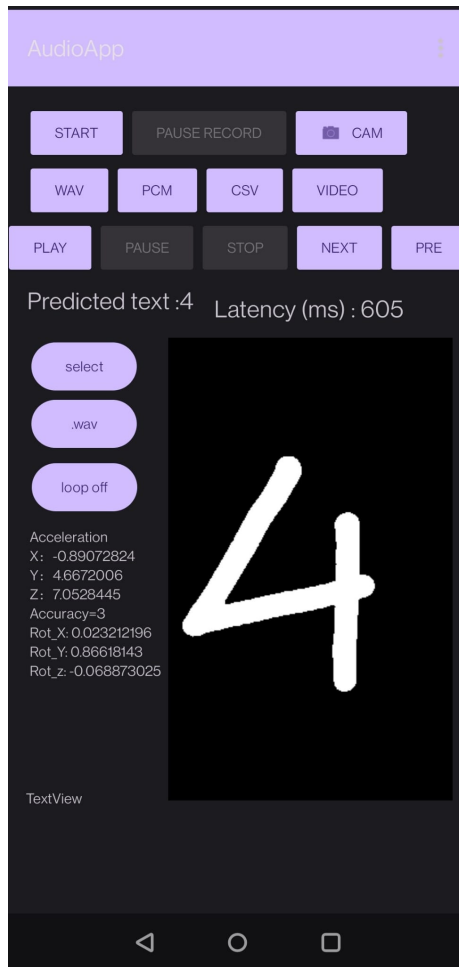 AudioApp
START PAUSE RECORD CAM
WAV PCM CSV VIDEO
PLAY PAUSE STOP NEXT PRE
Predicted text :4 Latency (ms) : 605
select
.wav
loop off
4
Acceleration
X: -0.89072824
Y: 4.6672006
Z: 7.0528445
Accuracy=3
Rot_X: 0.023212196
Rot_Y: 0.86618143
Rot_z: -0.068873025
TextView